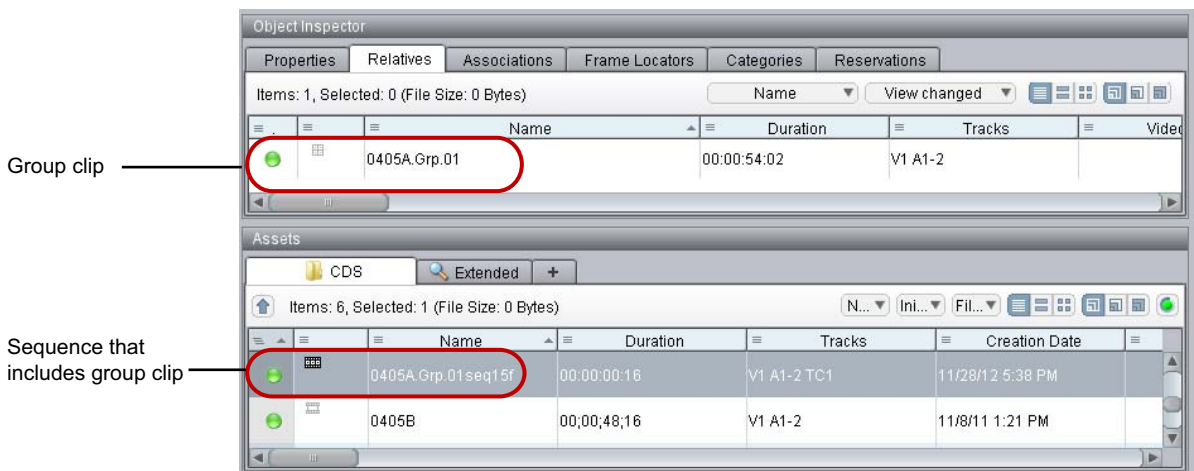 Object Inspector
Properties Relatives Associations Frame Locators Categories Reservations
Items: 1, Selected: 0 (File Size: 0 Bytes) Name View changed
. Name Duration Tracks Video
Group clip
0405A.Grp.01 00:00:54:02 V1 A1-2
Assets
CDS Extended +
Items: 6, Selected: 1 (File Size: 0 Bytes) N... Ini... Fil...
Name Duration Tracks Creation Date
Sequence that
includes group clip
0405A.Grp.01seq15f 00:00:00:16 V1 A1-2 TC1 11/28/12 5:38 PM
0405B 00;00;48;16 V1 A1-2 11/8/11 1:21 PM